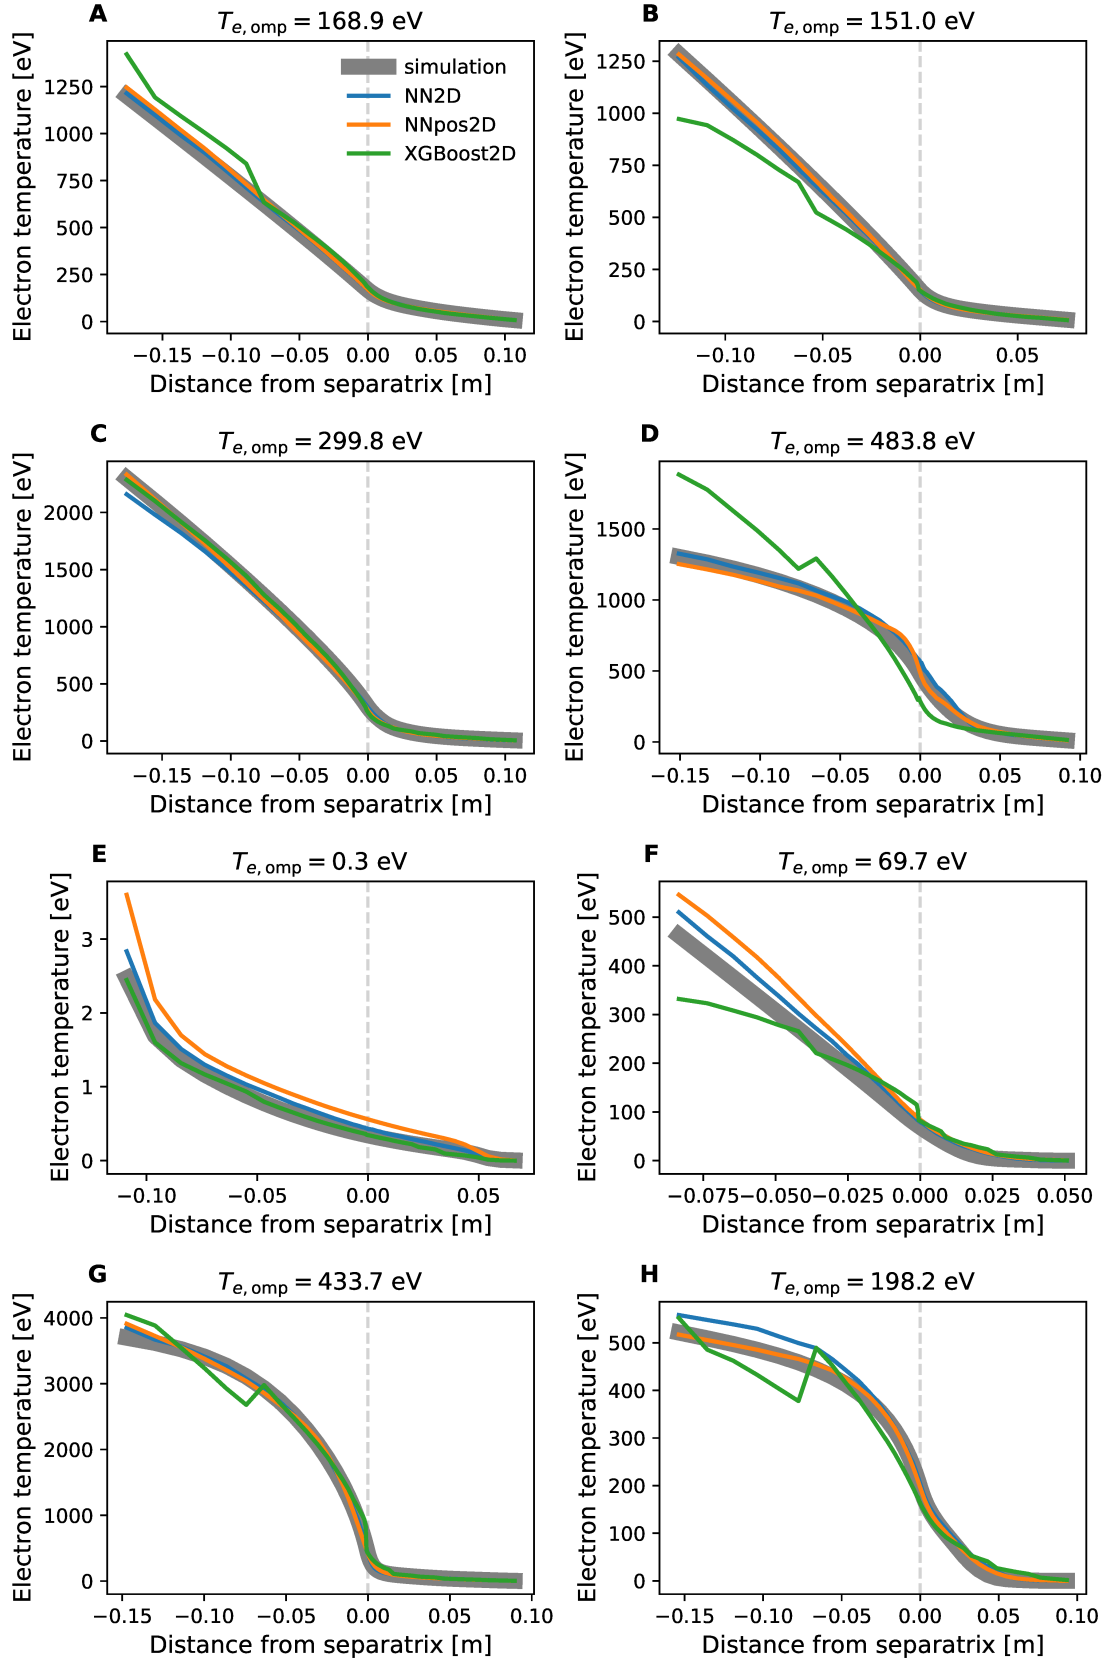 A
T_e, omp = 168.9 eV
Electron temperature [eV]
1250
1000
750
500
250
0
simulation
NN2D
NNpos2D
XGBoost2D
−0.15 −0.10 −0.05 0.00 0.05 0.10
Distance from separatrix [m]
B
T_e, omp = 151.0 eV
Electron temperature [eV]
1250
1000
750
500
250
0
−0.10 −0.05 0.00 0.05
Distance from separatrix [m]
C
T_e, omp = 299.8 eV
Electron temperature [eV]
2000
1500
1000
500
0
−0.15 −0.10 −0.05 0.00 0.05 0.10
Distance from separatrix [m]
D
T_e, omp = 483.8 eV
Electron temperature [eV]
1500
1000
500
0
−0.15 −0.10 −0.05 0.00 0.05 0.10
Distance from separatrix [m]
E
T_e, omp = 0.3 eV
Electron temperature [eV]
3
2
1
0
−0.10 −0.05 0.00 0.05
Distance from separatrix [m]
F
T_e, omp = 69.7 eV
Electron temperature [eV]
500
400
300
200
100
0
−0.075 −0.050 −0.025 0.000 0.025 0.050
Distance from separatrix [m]
G
T_e, omp = 433.7 eV
Electron temperature [eV]
4000
3000
2000
1000
0
−0.15 −0.10 −0.05 0.00 0.05 0.10
Distance from separatrix [m]
H
T_e, omp = 198.2 eV
Electron temperature [eV]
500
400
300
200
100
0
−0.15 −0.10 −0.05 0.00 0.05 0.10
Distance from separatrix [m]